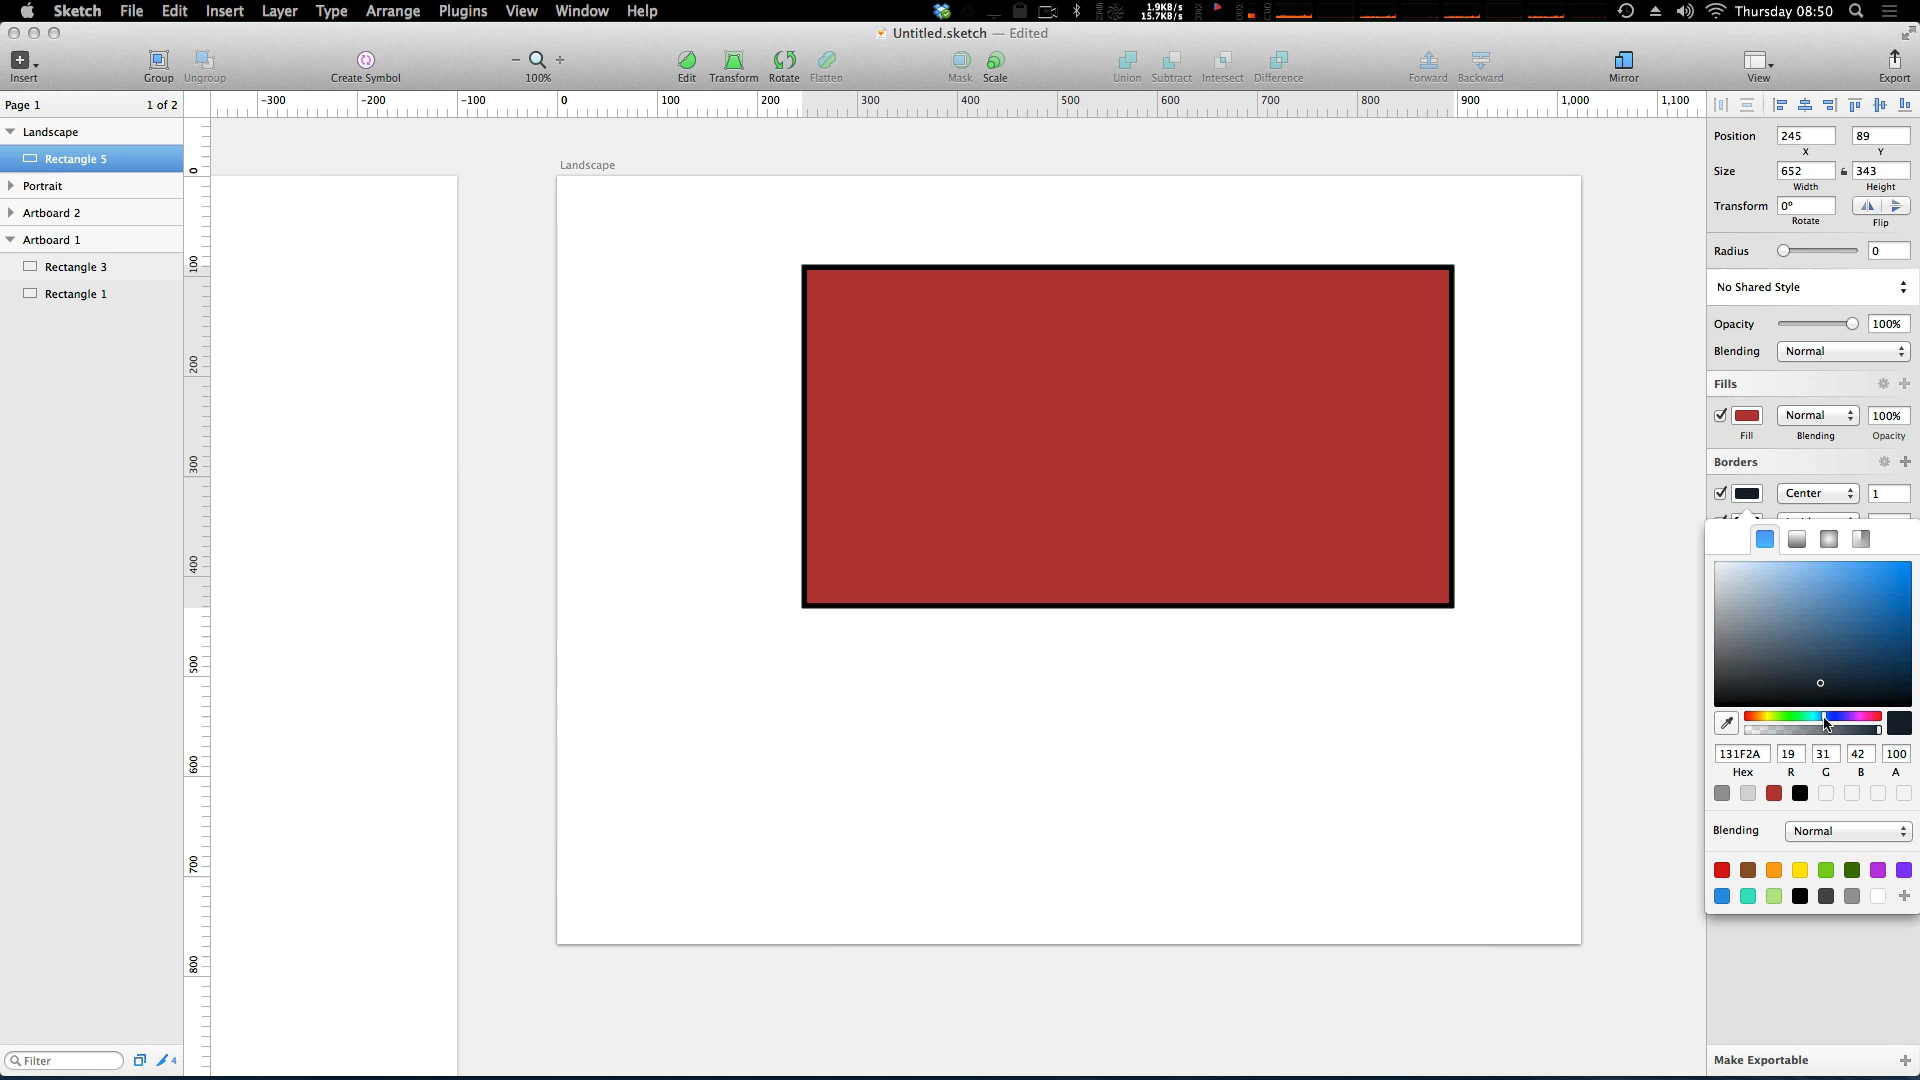 Sketch File Edit Insert Layer Type Arrange Plugins View Window Help
1.9KB/s
15.7KB/s
Thursday 08:50
Untitled.sketch — Edited
Insert Group Ungroup Create Symbol 100% Edit Transform Rotate Flatten Mask Scale Union Subtract Intersect Difference Forward Backward Mirror View Export
Page 1 1 of 2
-300 -200 -100 0 100 200 300 400 500 600 700 800 900 1,000 1,100
Landscape
Rectangle 5
Portrait
Artboard 2
Artboard 1
Rectangle 3
Rectangle 1
0
100
200
300
400
500
600
700
800
Landscape
Position 245 89
X Y
Size 652 343
Width Height
Transform 0º
Rotate Flip
Radius 0
No Shared Style
Opacity 100%
Blending Normal
Fills
Normal 100%
Fill Blending Opacity
Borders
Center 1
131F2A 19 31 42 100
Hex R G B A
Blending Normal
Filter 4
Make Exportable